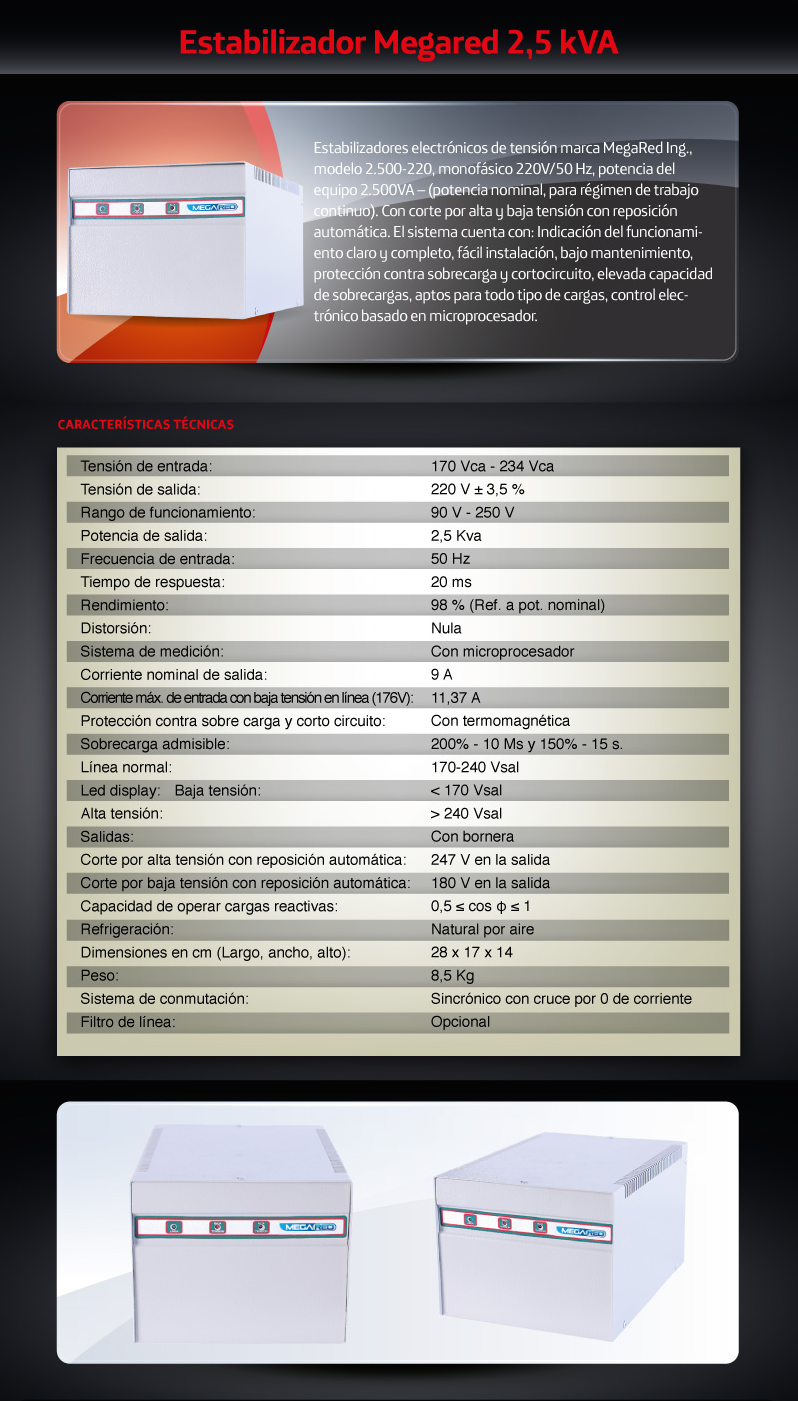 Estabilizador Megared 2,5 kVA
Estabilizadores electrónicos de tensión marca MegaRed Ing.,
modelo 2.500-220, monofásico 220V/50 Hz, potencia del
equipo 2.500VA – (potencia nominal, para régimen de trabajo
continuo). Con corte por alta y baja tensión con reposición
automática. El sistema cuenta con: Indicación del funcionami-
ento claro y completo, fácil instalación, bajo mantenimiento,
protección contra sobrecarga y cortocircuito, elevada capacidad
de sobrecargas, aptos para todo tipo de cargas, control elec-
trónico basado en microprocesador.
MEGARED
CARACTERÍSTICAS TÉCNICAS
Tensión de entrada: 170 Vca - 234 Vca
Tensión de salida: 220 V ± 3,5 %
Rango de funcionamiento: 90 V - 250 V
Potencia de salida: 2,5 Kva
Frecuencia de entrada: 50 Hz
Tiempo de respuesta: 20 ms
Rendimiento: 98 % (Ref. a pot. nominal)
Distorsión: Nula
Sistema de medición: Con microprocesador
Corriente nominal de salida: 9 A
Corriente máx. de entrada con baja tensión en línea (176V): 11,37 A
Protección contra sobre carga y corto circuito: Con termomagnética
Sobrecarga admisible: 200% - 10 Ms y 150% - 15 s.
Línea normal: 170-240 Vsal
Led display: Baja tensión: < 170 Vsal
Alta tensión: > 240 Vsal
Salidas: Con bornera
Corte por alta tensión con reposición automática: 247 V en la salida
Corte por baja tensión con reposición automática: 180 V en la salida
Capacidad de operar cargas reactivas: 0,5 ≤ cos φ ≤ 1
Refrigeración: Natural por aire
Dimensiones en cm (Largo, ancho, alto): 28 x 17 x 14
Peso: 8,5 Kg
Sistema de conmutación: Sincrónico con cruce por 0 de corriente
Filtro de línea: Opcional
MEGARED
MEGARED